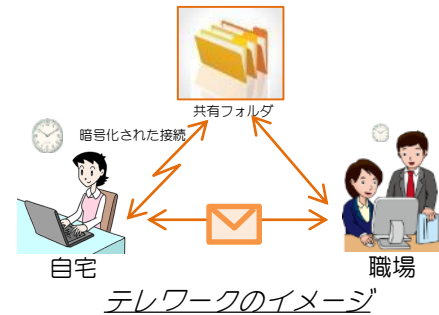 共有フォルダ
暗号化された接続
自宅
職場
テレワークのイメージ